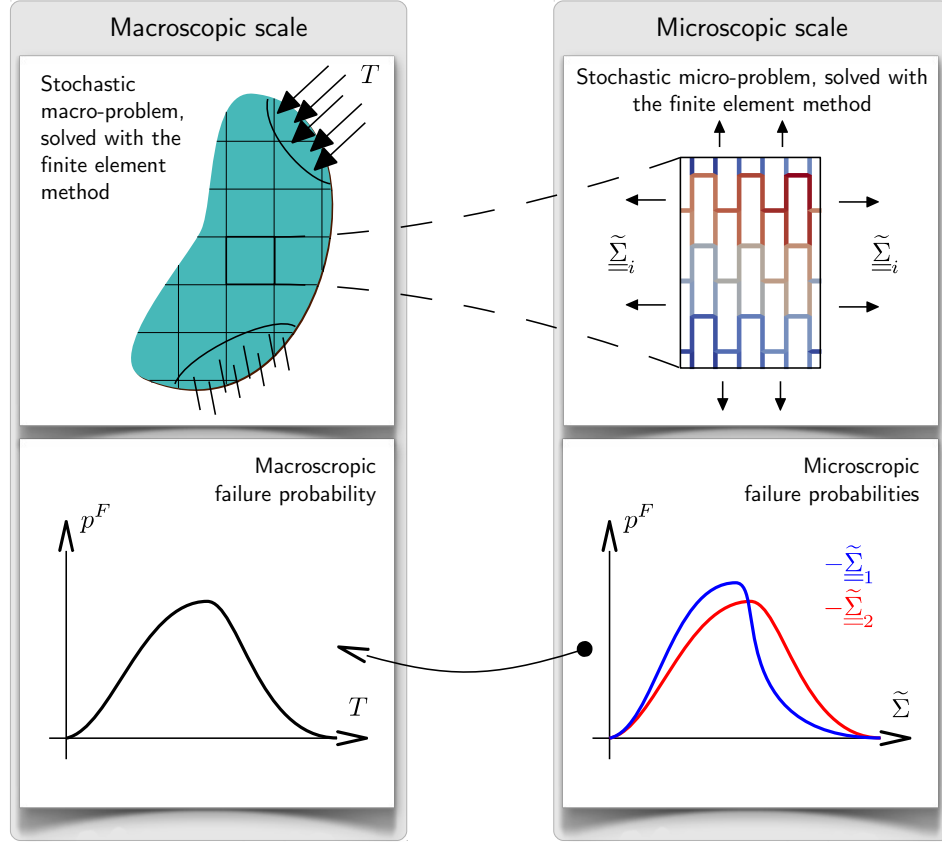 Macroscopic scale
Stochastic
macro-problem,
solved with the
finite element
method
T
Macroscropic
failure probability
p^F
T
Microscopic scale
Stochastic micro-problem, solved with
the finite element method
Σ̳̃_i
Σ̳̃_i
Microscropic
failure probabilities
p^F
−Σ̳̃_1
−Σ̳̃_2
Σ̃